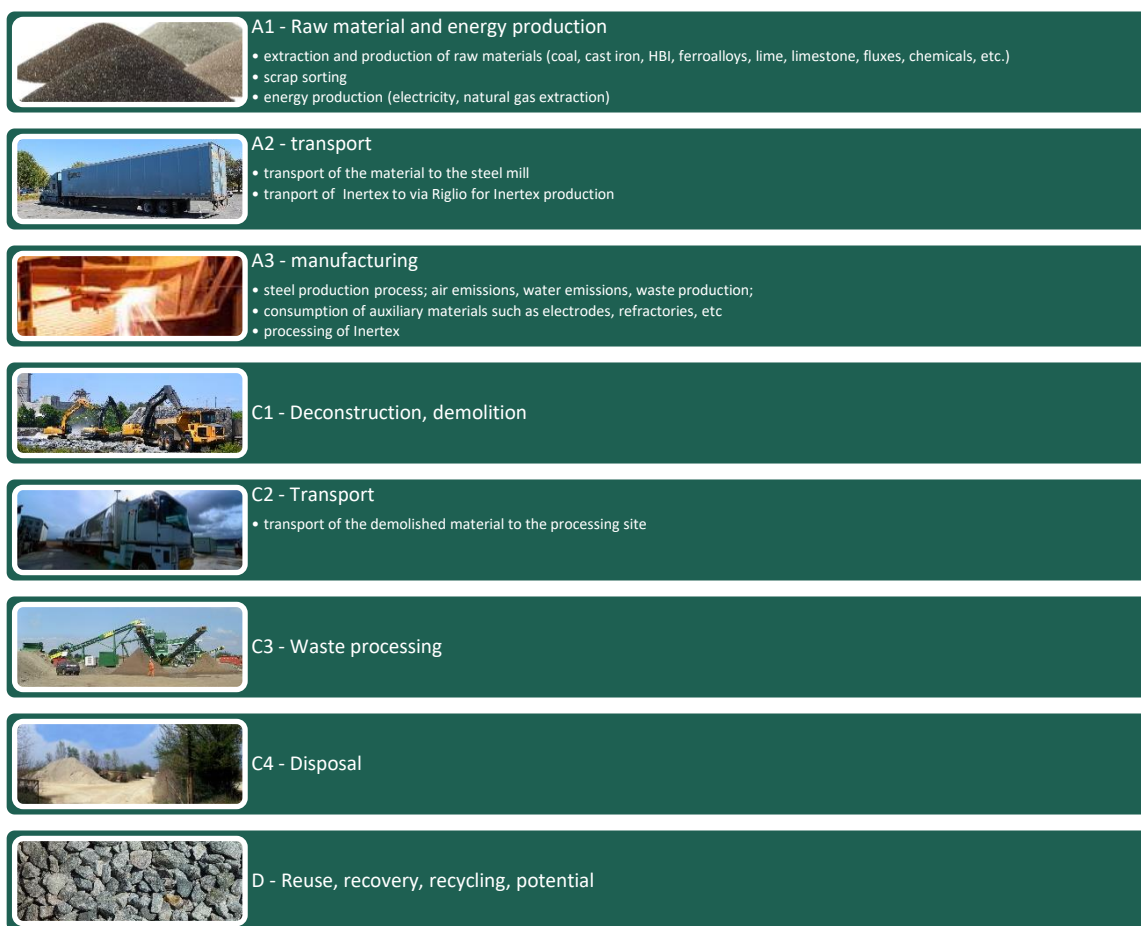 A1 - Raw material and energy production
• extraction and production of raw materials (coal, cast iron, HBI, ferroalloys, lime, limestone, fluxes, chemicals, etc.)
• scrap sorting
• energy production (electricity, natural gas extraction)
A2 - transport
• transport of the material to the steel mill
• tranport of  Inertex to via Riglio for Inertex production
A3 - manufacturing
• steel production process; air emissions, water emissions, waste production;
• consumption of auxiliary materials such as electrodes, refractories, etc
• processing of Inertex
C1 - Deconstruction, demolition
C2 - Transport
• transport of the demolished material to the processing site
C3 - Waste processing
C4 - Disposal
D - Reuse, recovery, recycling, potential